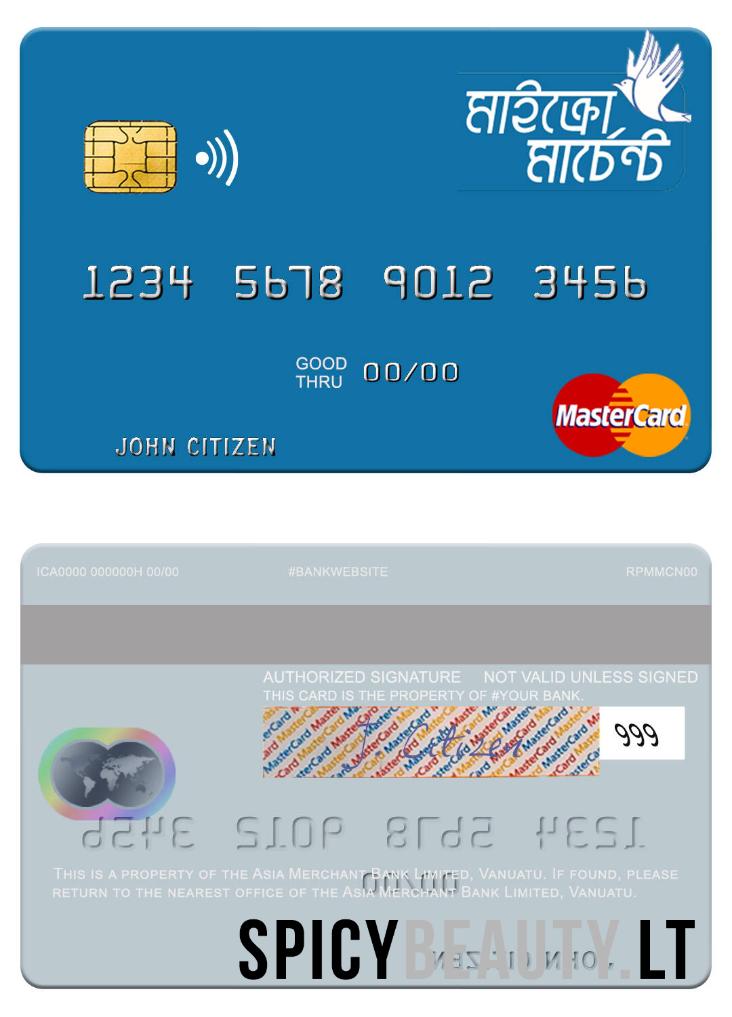 মাইক্রো
মার্চেন্ট
1234 5678 9012 3456
GOOD THRU 00/00
MasterCard
JOHN CITIZEN
ICA0000 000000H 00/00 #BANKWEBSITE RPMMCN00
AUTHORIZED SIGNATURE NOT VALID UNLESS SIGNED
THIS CARD IS THE PROPERTY OF #YOUR BANK.
J Citizen 999
THIS IS A PROPERTY OF THE ASIA MERCHANT BANK LIMITED, VANUATU. IF FOUND, PLEASE
RETURN TO THE NEAREST OFFICE OF THE ASIA MERCHANT BANK LIMITED, VANUATU.
SPICYBEAUTY.LT